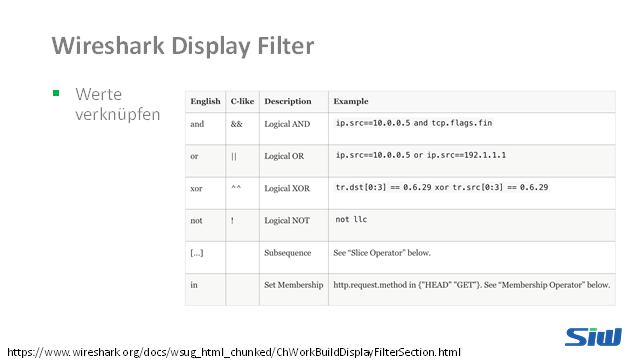 Wireshark Display Filter
Werte
verknüpfen
English C-like Description Example
and && Logical AND ip.src==10.0.0.5 and tcp.flags.fin
or || Logical OR ip.src==10.0.0.5 or ip.src==192.1.1.1
xor ^^ Logical XOR tr.dst[0:3] == 0.6.29 xor tr.src[0:3] == 0.6.29
not ! Logical NOT not llc
[…] Subsequence See “Slice Operator” below.
in Set Membership http.request.method in {"HEAD" "GET"}. See “Membership Operator” below.
SiW
https://www.wireshark.org/docs/wsug_html_chunked/ChWorkBuildDisplayFilterSection.html